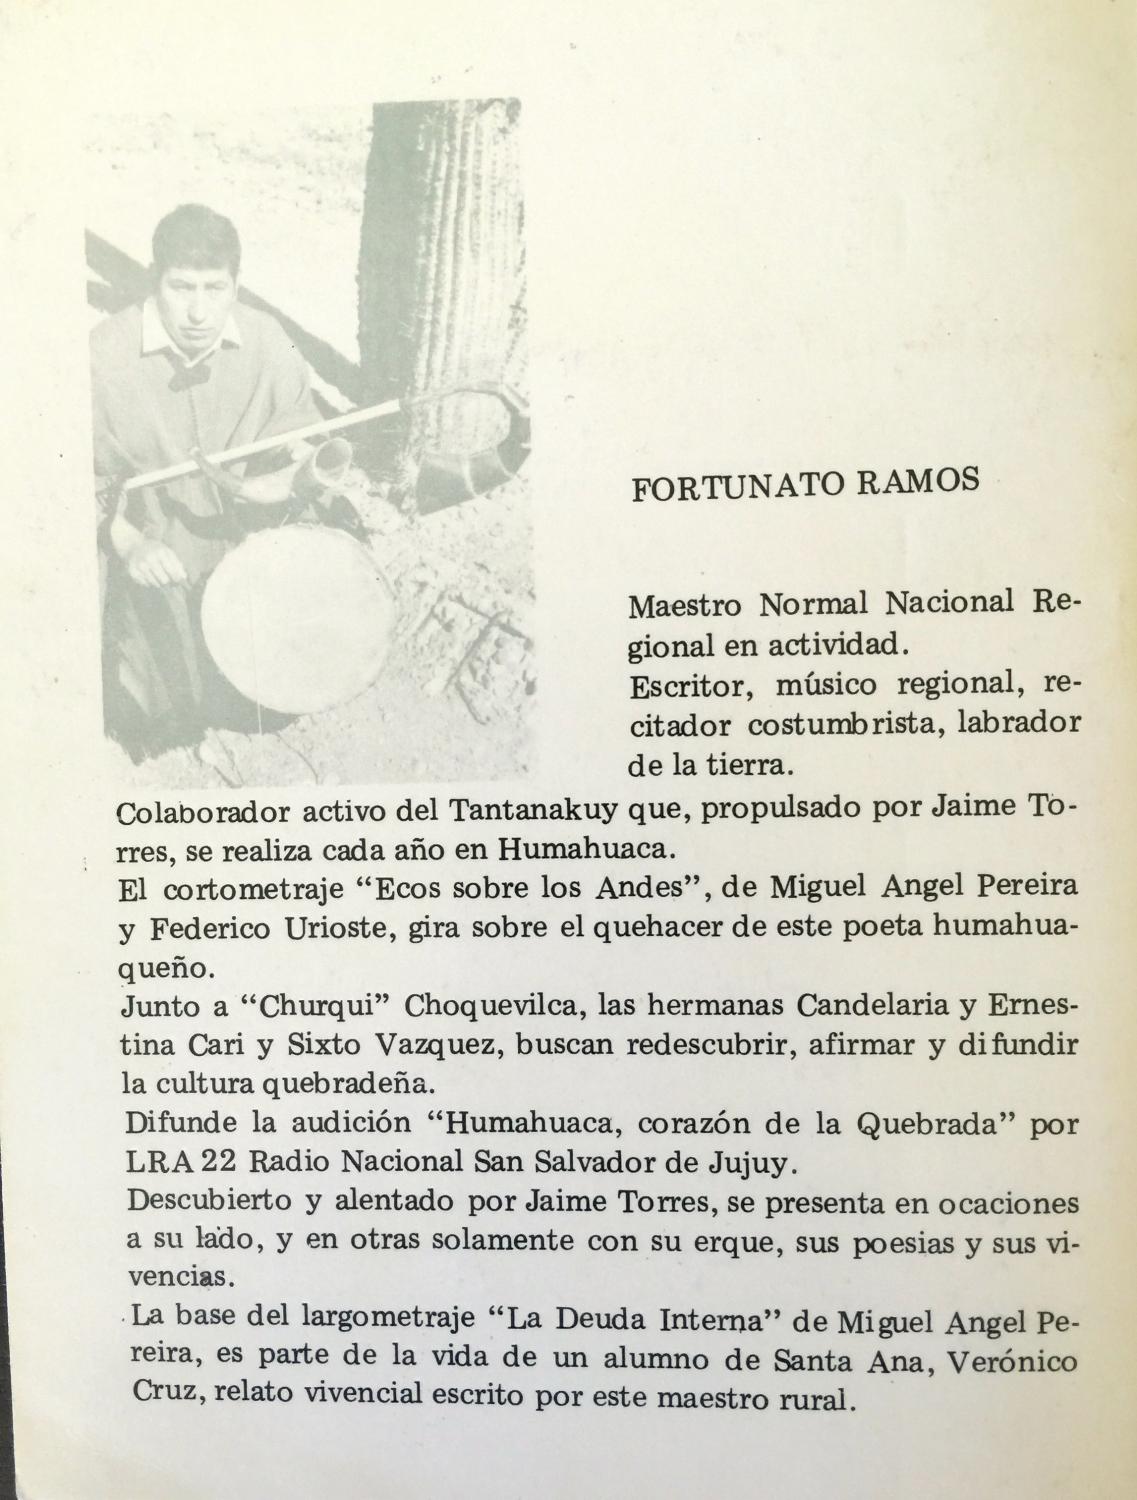 FORTUNATO RAMOS
Maestro Normal Nacional Re-
gional en actividad.
Escritor, músico regional, re-
citador costumbrista, labrador
de la tierra.
Colaborador activo del Tantanakuy que, propulsado por Jaime To-
rres, se realiza cada año en Humahuaca.
El cortometraje “Ecos sobre los Andes”, de Miguel Angel Pereira
y Federico Urioste, gira sobre el quehacer de este poeta humahua-
queño.
Junto a “Churqui” Choquevilca, las hermanas Candelaria y Ernes-
tina Cari y Sixto Vazquez, buscan redescubrir, afirmar y difundir
la cultura quebradeña.
Difunde la audición “Humahuaca, corazón de la Quebrada” por
LRA 22 Radio Nacional San Salvador de Jujuy.
Descubierto y alentado por Jaime Torres, se presenta en ocaciones
a su lado, y en otras solamente con su erque, sus poesias y sus vi-
vencias.
La base del largometraje “La Deuda Interna” de Miguel Angel Pe-
reira, es parte de la vida de un alumno de Santa Ana, Verónico
Cruz, relato vivencial escrito por este maestro rural.